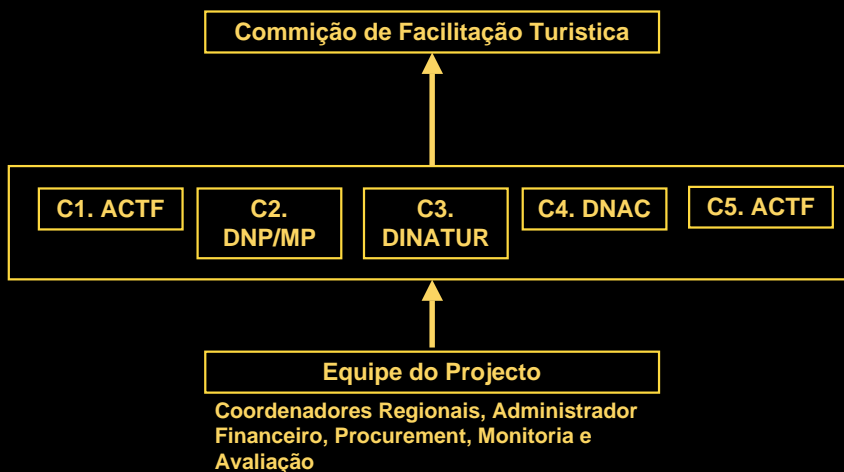 Commição de Facilitação Turistica
C1. ACTF
C2.
DNP/MP
C3.
DINATUR
C4. DNAC
C5. ACTF
Equipe do Projecto
Coordenadores Regionais, Administrador
Financeiro, Procurement, Monitoria e
Avaliação